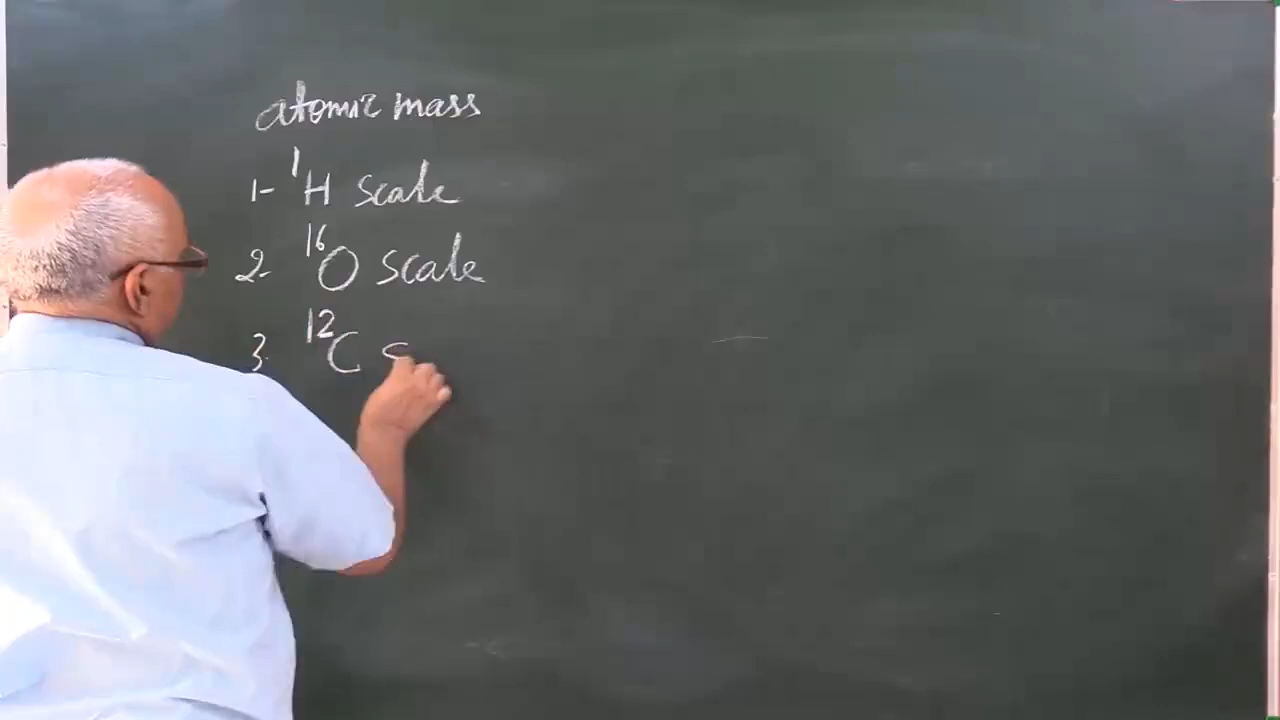 atomic mass
1- ¹H scale
2- ¹⁶O scale
3- ¹²C s